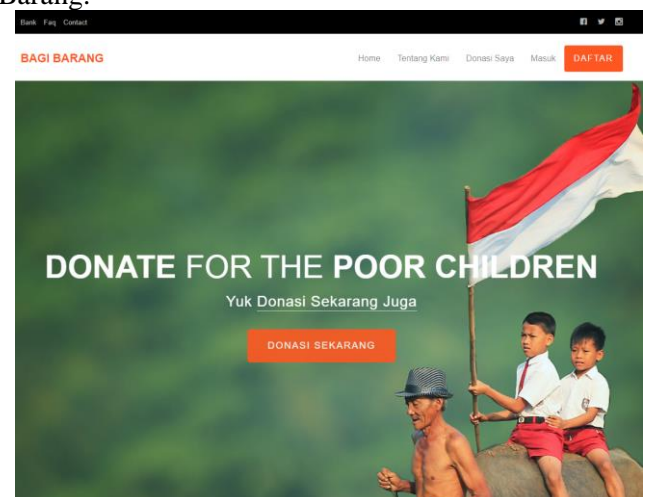 Barang.
Bank Faq Contact
BAGI BARANG
Home Tentang Kami Donasi Saya Masuk DAFTAR
DONATE FOR THE POOR CHILDREN
Yuk Donasi Sekarang Juga
DONASI SEKARANG